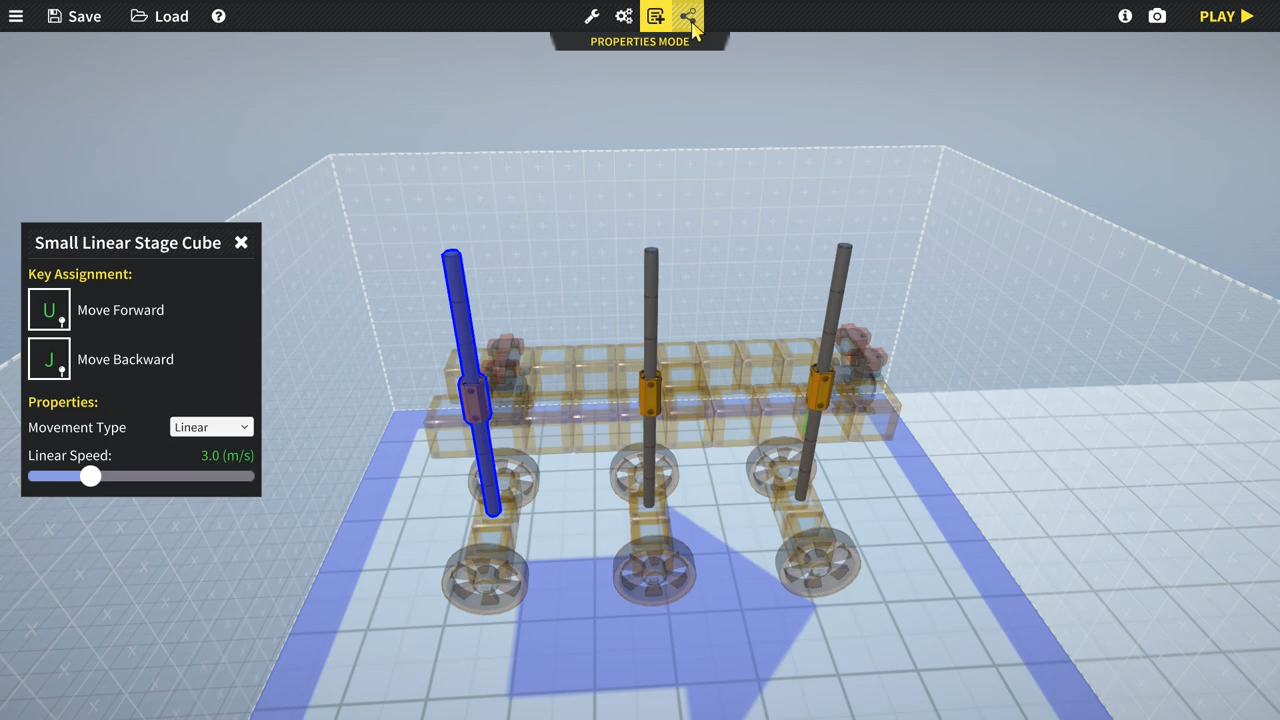 Save
Load
PLAY
PROPERTIES MODE
Small Linear Stage Cube
Key Assignment:
U Move Forward
J Move Backward
Properties:
Movement Type Linear
Linear Speed: 3.0 (m/s)